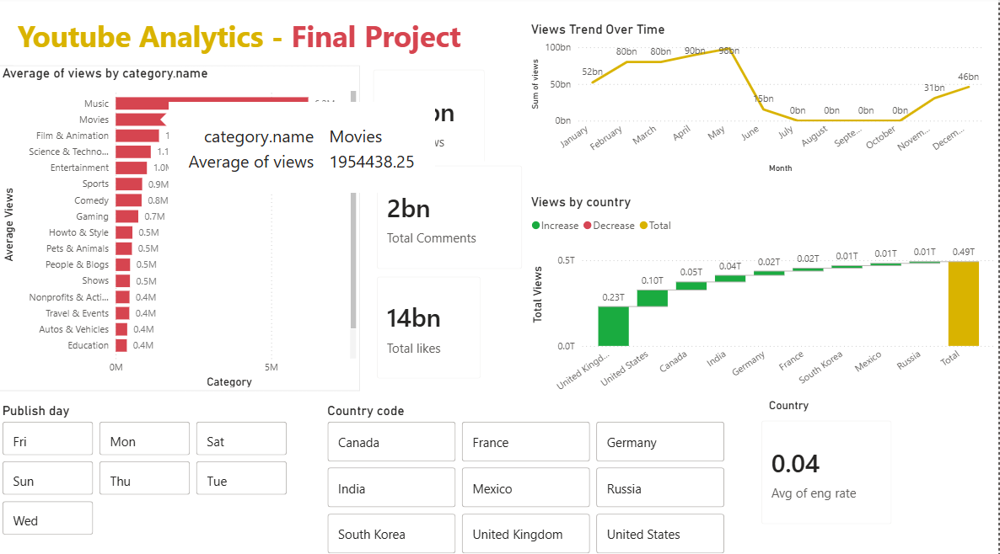 Youtube Analytics - Final Project
Average of views by category.name
Average Views
Music
Movies
Film & Animation 1
Science & Techno... 1.1
Entertainment 1.0
Sports 0.9M
Comedy 0.8M
Gaming 0.7M
Howto & Style 0.5M
Pets & Animals 0.5M
People & Blogs 0.5M
Shows 0.5M
Nonprofits & Acti... 0.4M
Travel & Events 0.4M
Autos & Vehicles 0.4M
Education 0.4M
0M 5M
Category
category.name Movies
Average of views 1954438.25
2bn
Total Comments
14bn
Total likes
Views Trend Over Time
Sum of views
100bn
50bn
0bn
52bn 80bn 80bn 90bn 98bn 15bn 0bn 0bn 0bn 0bn 31bn 46bn
January February March April May June July August Septe... October Novem... Decem...
Month
Views by country
Increase Decrease Total
Total Views
0.5T
0.0T
0.23T 0.10T 0.05T 0.04T 0.02T 0.02T 0.01T 0.01T 0.01T 0.49T
United Kingd... United States Canada India Germany France South Korea Mexico Russia Total
Country
Publish day
Fri Mon Sat
Sun Thu Tue
Wed
Country code
Canada France Germany
India Mexico Russia
South Korea United Kingdom United States
0.04
Avg of eng rate